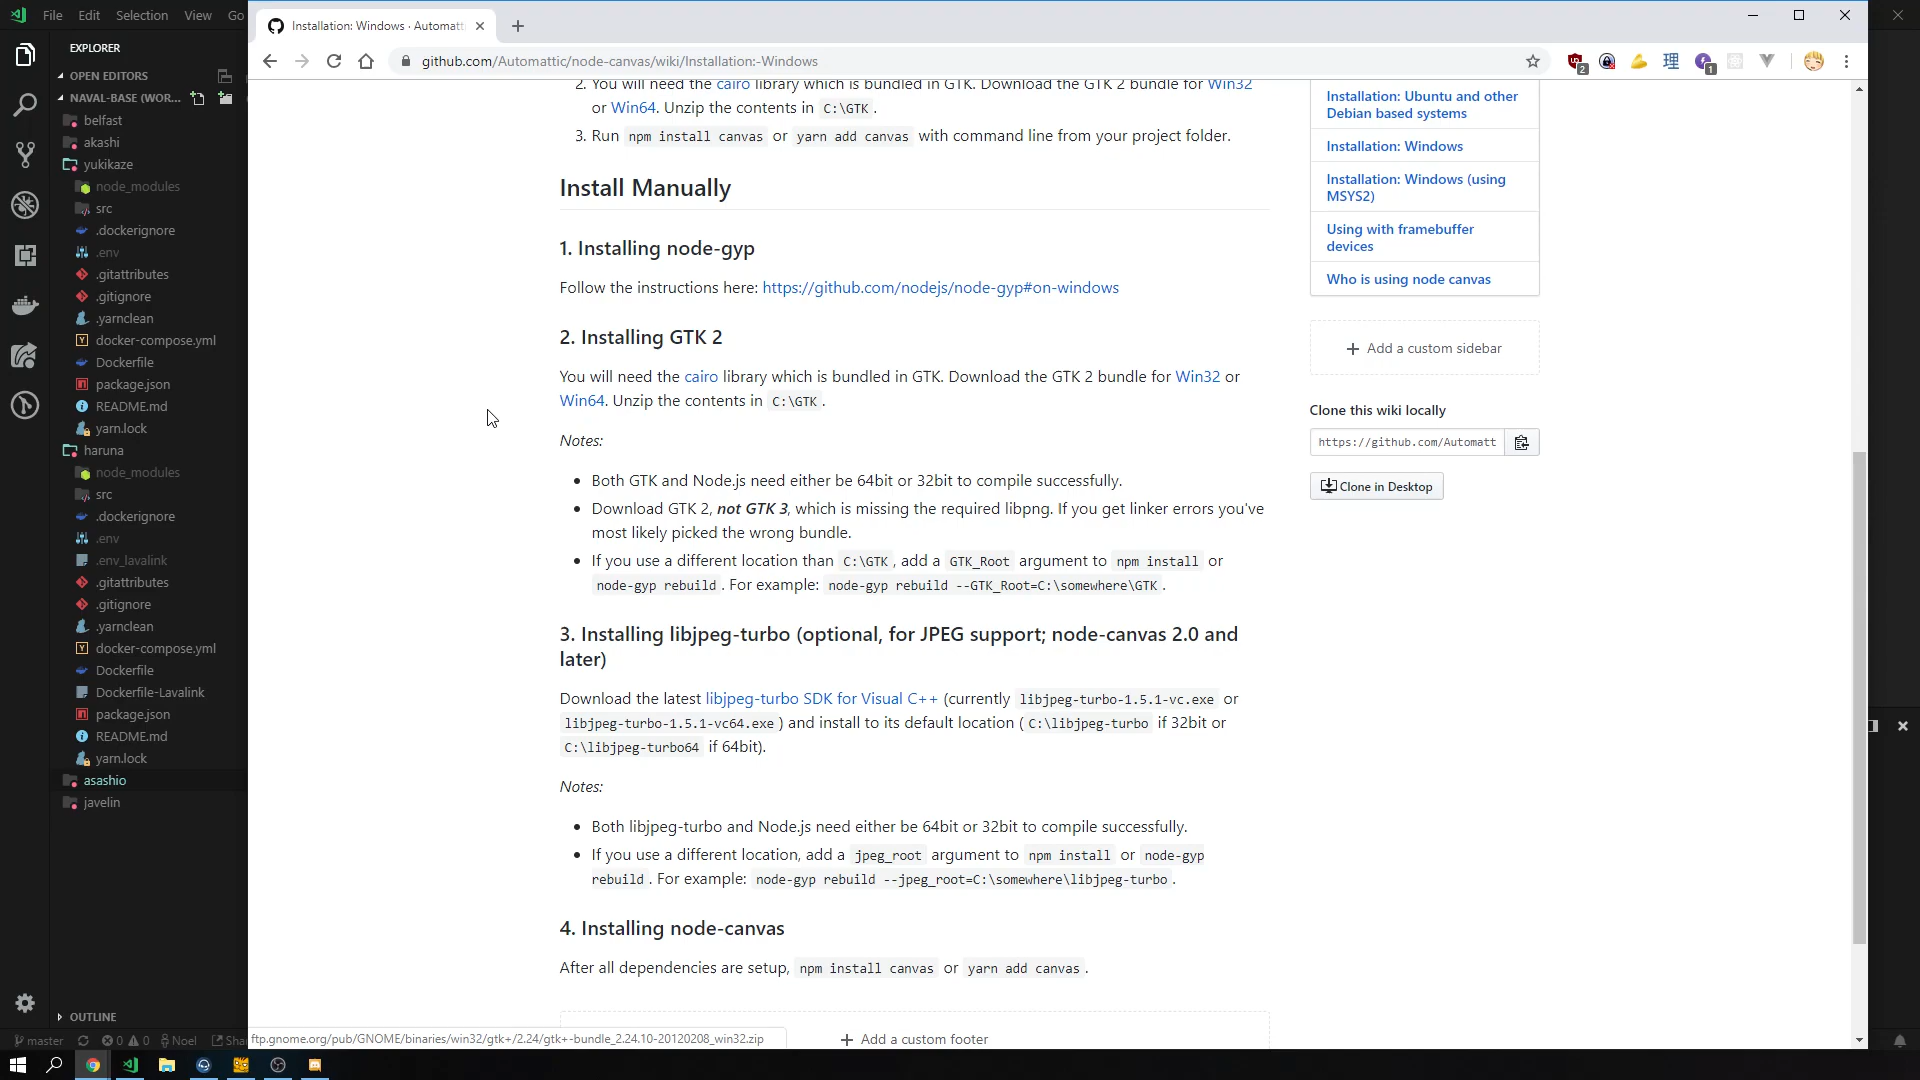 File Edit Selection View Go
EXPLORER
OPEN EDITORS
NAVAL-BASE (WOR...
belfast
akashi
yukikaze
node_modules
src
.dockerignore
.env
.gitattributes
.gitignore
.yarnclean
docker-compose.yml
Dockerfile
package.json
README.md
yarn.lock
haruna
node_modules
src
.dockerignore
.env
.env_lavalink
.gitattributes
.gitignore
.yarnclean
docker-compose.yml
Dockerfile
Dockerfile-Lavalink
package.json
README.md
yarn.lock
asashio
javelin
OUTLINE
master 0 0 Noel Shar
Installation: Windows · Automatt
github.com/Automattic/node-canvas/wiki/Installation:-Windows
2 1
2. You will need the cairo library which is bundled in GTK. Download the GTK 2 bundle for Win32
or Win64. Unzip the contents in C:\GTK .
3. Run npm install canvas or yarn add canvas with command line from your project folder.
Install Manually
1. Installing node-gyp
Follow the instructions here: https://github.com/nodejs/node-gyp#on-windows
2. Installing GTK 2
You will need the cairo library which is bundled in GTK. Download the GTK 2 bundle for Win32 or
Win64. Unzip the contents in C:\GTK .
Notes:
• Both GTK and Node.js need either be 64bit or 32bit to compile successfully.
• Download GTK 2, not GTK 3, which is missing the required libpng. If you get linker errors you've
most likely picked the wrong bundle.
• If you use a different location than C:\GTK , add a GTK_Root argument to npm install or
node-gyp rebuild . For example: node-gyp rebuild --GTK_Root=C:\somewhere\GTK .
3. Installing libjpeg-turbo (optional, for JPEG support; node-canvas 2.0 and
later)
Download the latest libjpeg-turbo SDK for Visual C++ (currently libjpeg-turbo-1.5.1-vc.exe or
libjpeg-turbo-1.5.1-vc64.exe ) and install to its default location ( C:\libjpeg-turbo if 32bit or
C:\libjpeg-turbo64 if 64bit).
Notes:
• Both libjpeg-turbo and Node.js need either be 64bit or 32bit to compile successfully.
• If you use a different location, add a jpeg_root argument to npm install or node-gyp
rebuild . For example: node-gyp rebuild --jpeg_root=C:\somewhere\libjpeg-turbo .
4. Installing node-canvas
After all dependencies are setup, npm install canvas or yarn add canvas .
Add a custom footer
ftp.gnome.org/pub/GNOME/binaries/win32/gtk+/2.24/gtk+-bundle_2.24.10-20120208_win32.zip
Installation: Ubuntu and other
Debian based systems
Installation: Windows
Installation: Windows (using
MSYS2)
Using with framebuffer
devices
Who is using node canvas
Add a custom sidebar
Clone this wiki locally
https://github.com/Automatt
Clone in Desktop